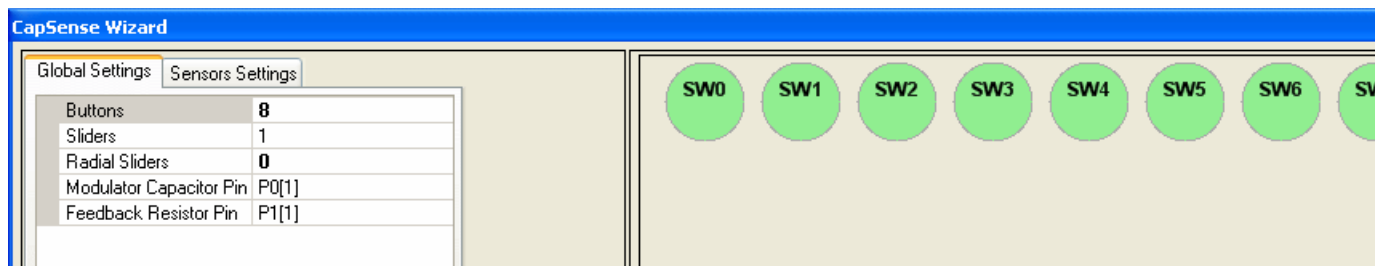 CapSense Wizard
Global Settings Sensors Settings
Buttons 8
Sliders 1
Radial Sliders 0
Modulator Capacitor Pin P0[1]
Feedback Resistor Pin P1[1]
SW0 SW1 SW2 SW3 SW4 SW5 SW6